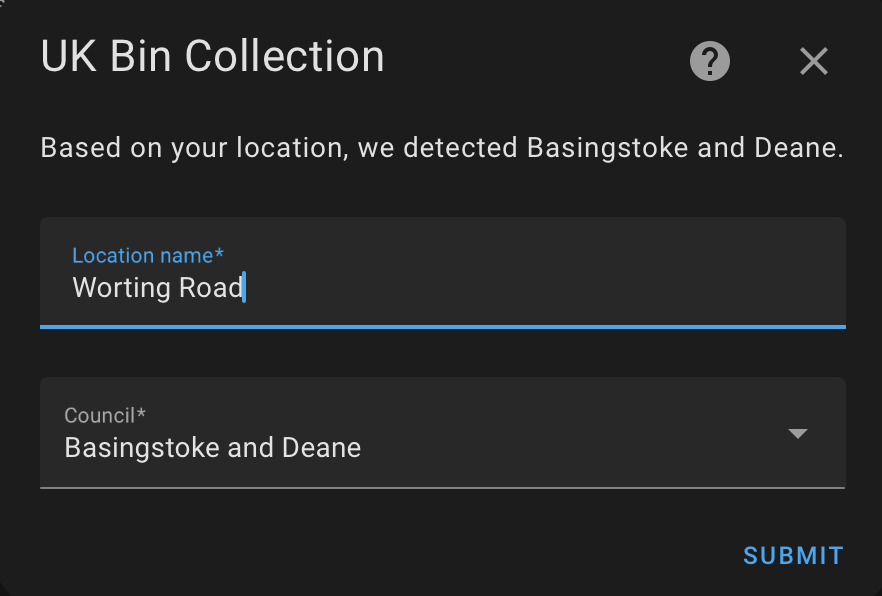 UK Bin Collection
Based on your location, we detected Basingstoke and Deane.
Location name*
Worting Road
Council*
Basingstoke and Deane
SUBMIT